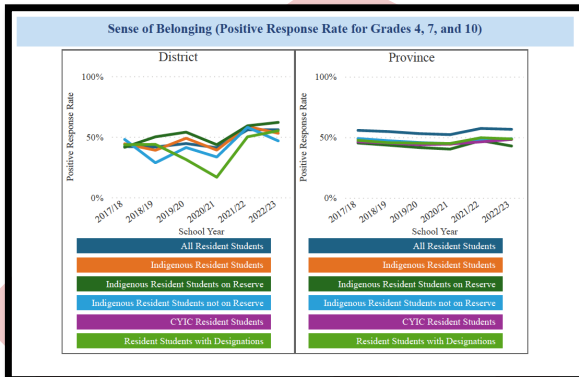 Sense of Belonging (Positive Response Rate for Grades 4, 7, and 10)
District
100%
50%
0%
Positive Response Rate
2017/18
2018/19
2019/20
2020/21
2021/22
2022/23
School Year
All Resident Students
Indigenous Resident Students
Indigenous Resident Students on Reserve
Indigenous Resident Students not on Reserve
CYIC Resident Students
Resident Students with Designations
Province
100%
50%
0%
Positive Response Rate
2017/18
2018/19
2019/20
2020/21
2021/22
2022/23
School Year
All Resident Students
Indigenous Resident Students
Indigenous Resident Students on Reserve
Indigenous Resident Students not on Reserve
CYIC Resident Students
Resident Students with Designations